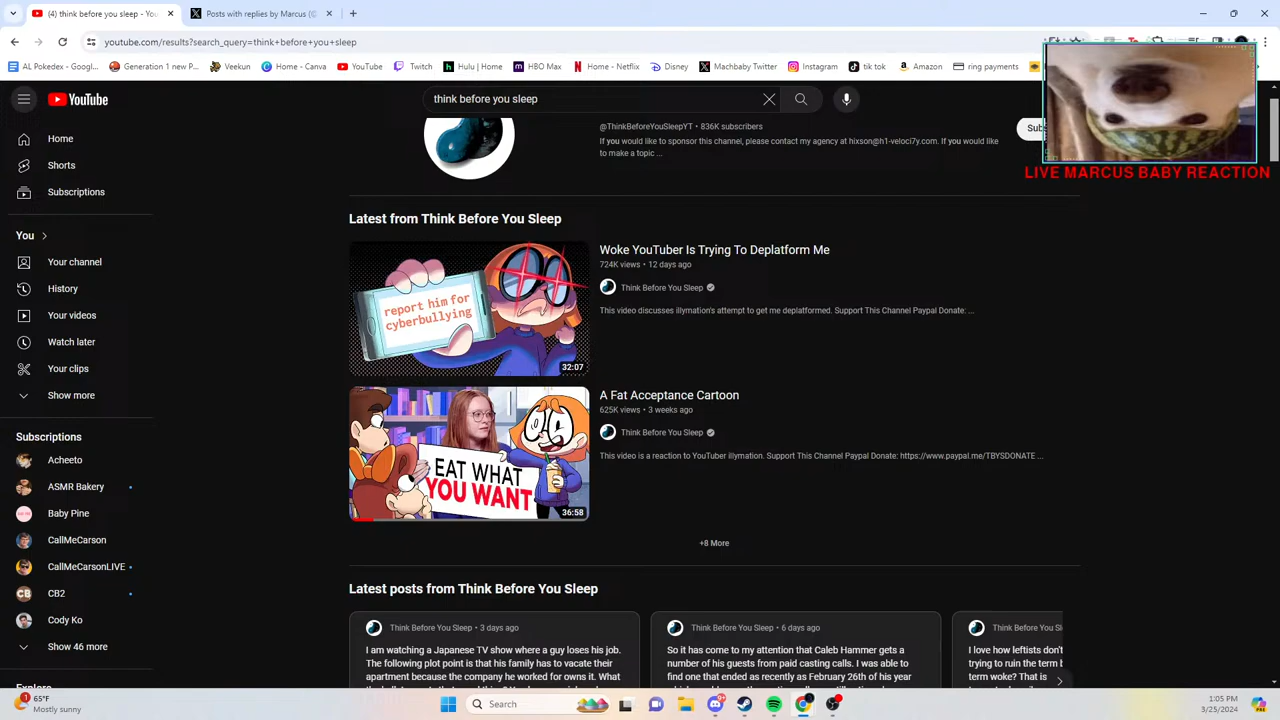 (4) think before you sleep - You
Posts with replies by Marcus (@
youtube.com/results?search_query=think+before+you+sleep
AL Pokedex - Googl...
Generation 1 new P...
Veekun
Home - Canva
YouTube
Twitch
Hulu | Home
HBO Max
Home - Netflix
Disney
Machbaby Twitter
Instagram
tik tok
Amazon
ring payments
YouTube
think before you sleep
LIVE MARCUS BABY REACTION
Home
Shorts
Subscriptions
You
Your channel
History
Your videos
Watch later
Your clips
Show more
Subscriptions
Acheeto
ASMR Bakery
Baby Pine
CallMeCarson
CallMeCarsonLIVE
CB2
Cody Ko
Show 46 more
Explore
@ThinkBeforeYouSleepYT • 836K subscribers
If you would like to sponsor this channel, please contact my agency at hixson@h1-veloci7y.com. If you would like
to make a topic ...
Subs
Latest from Think Before You Sleep
report him for
cyberbullying
32:07
Woke YouTuber Is Trying To Deplatform Me
724K views • 12 days ago
Think Before You Sleep
This video discusses illymation's attempt to get me deplatformed. Support This Channel Paypal Donate: ...
EAT WHAT
YOU WANT
36:58
A Fat Acceptance Cartoon
625K views • 3 weeks ago
Think Before You Sleep
This video is a reaction to YouTuber illymation. Support This Channel Paypal Donate: https://www.paypal.me/TBYSDONATE ...
+8 More
Latest posts from Think Before You Sleep
Think Before You Sleep • 3 days ago
I am watching a Japanese TV show where a guy loses his job.
The following plot point is that his family has to vacate their
apartment because the company he worked for owns it. What
Think Before You Sleep • 6 days ago
So it has come to my attention that Caleb Hammer gets a
number of his guests from paid casting calls. I was able to
find one that ended as recently as February 26th of his year
Think Before You Sl
I love how leftists don't
trying to ruin the term b
term woke? That is
1
65°F
Mostly sunny
Search
1:05 PM
3/25/2024